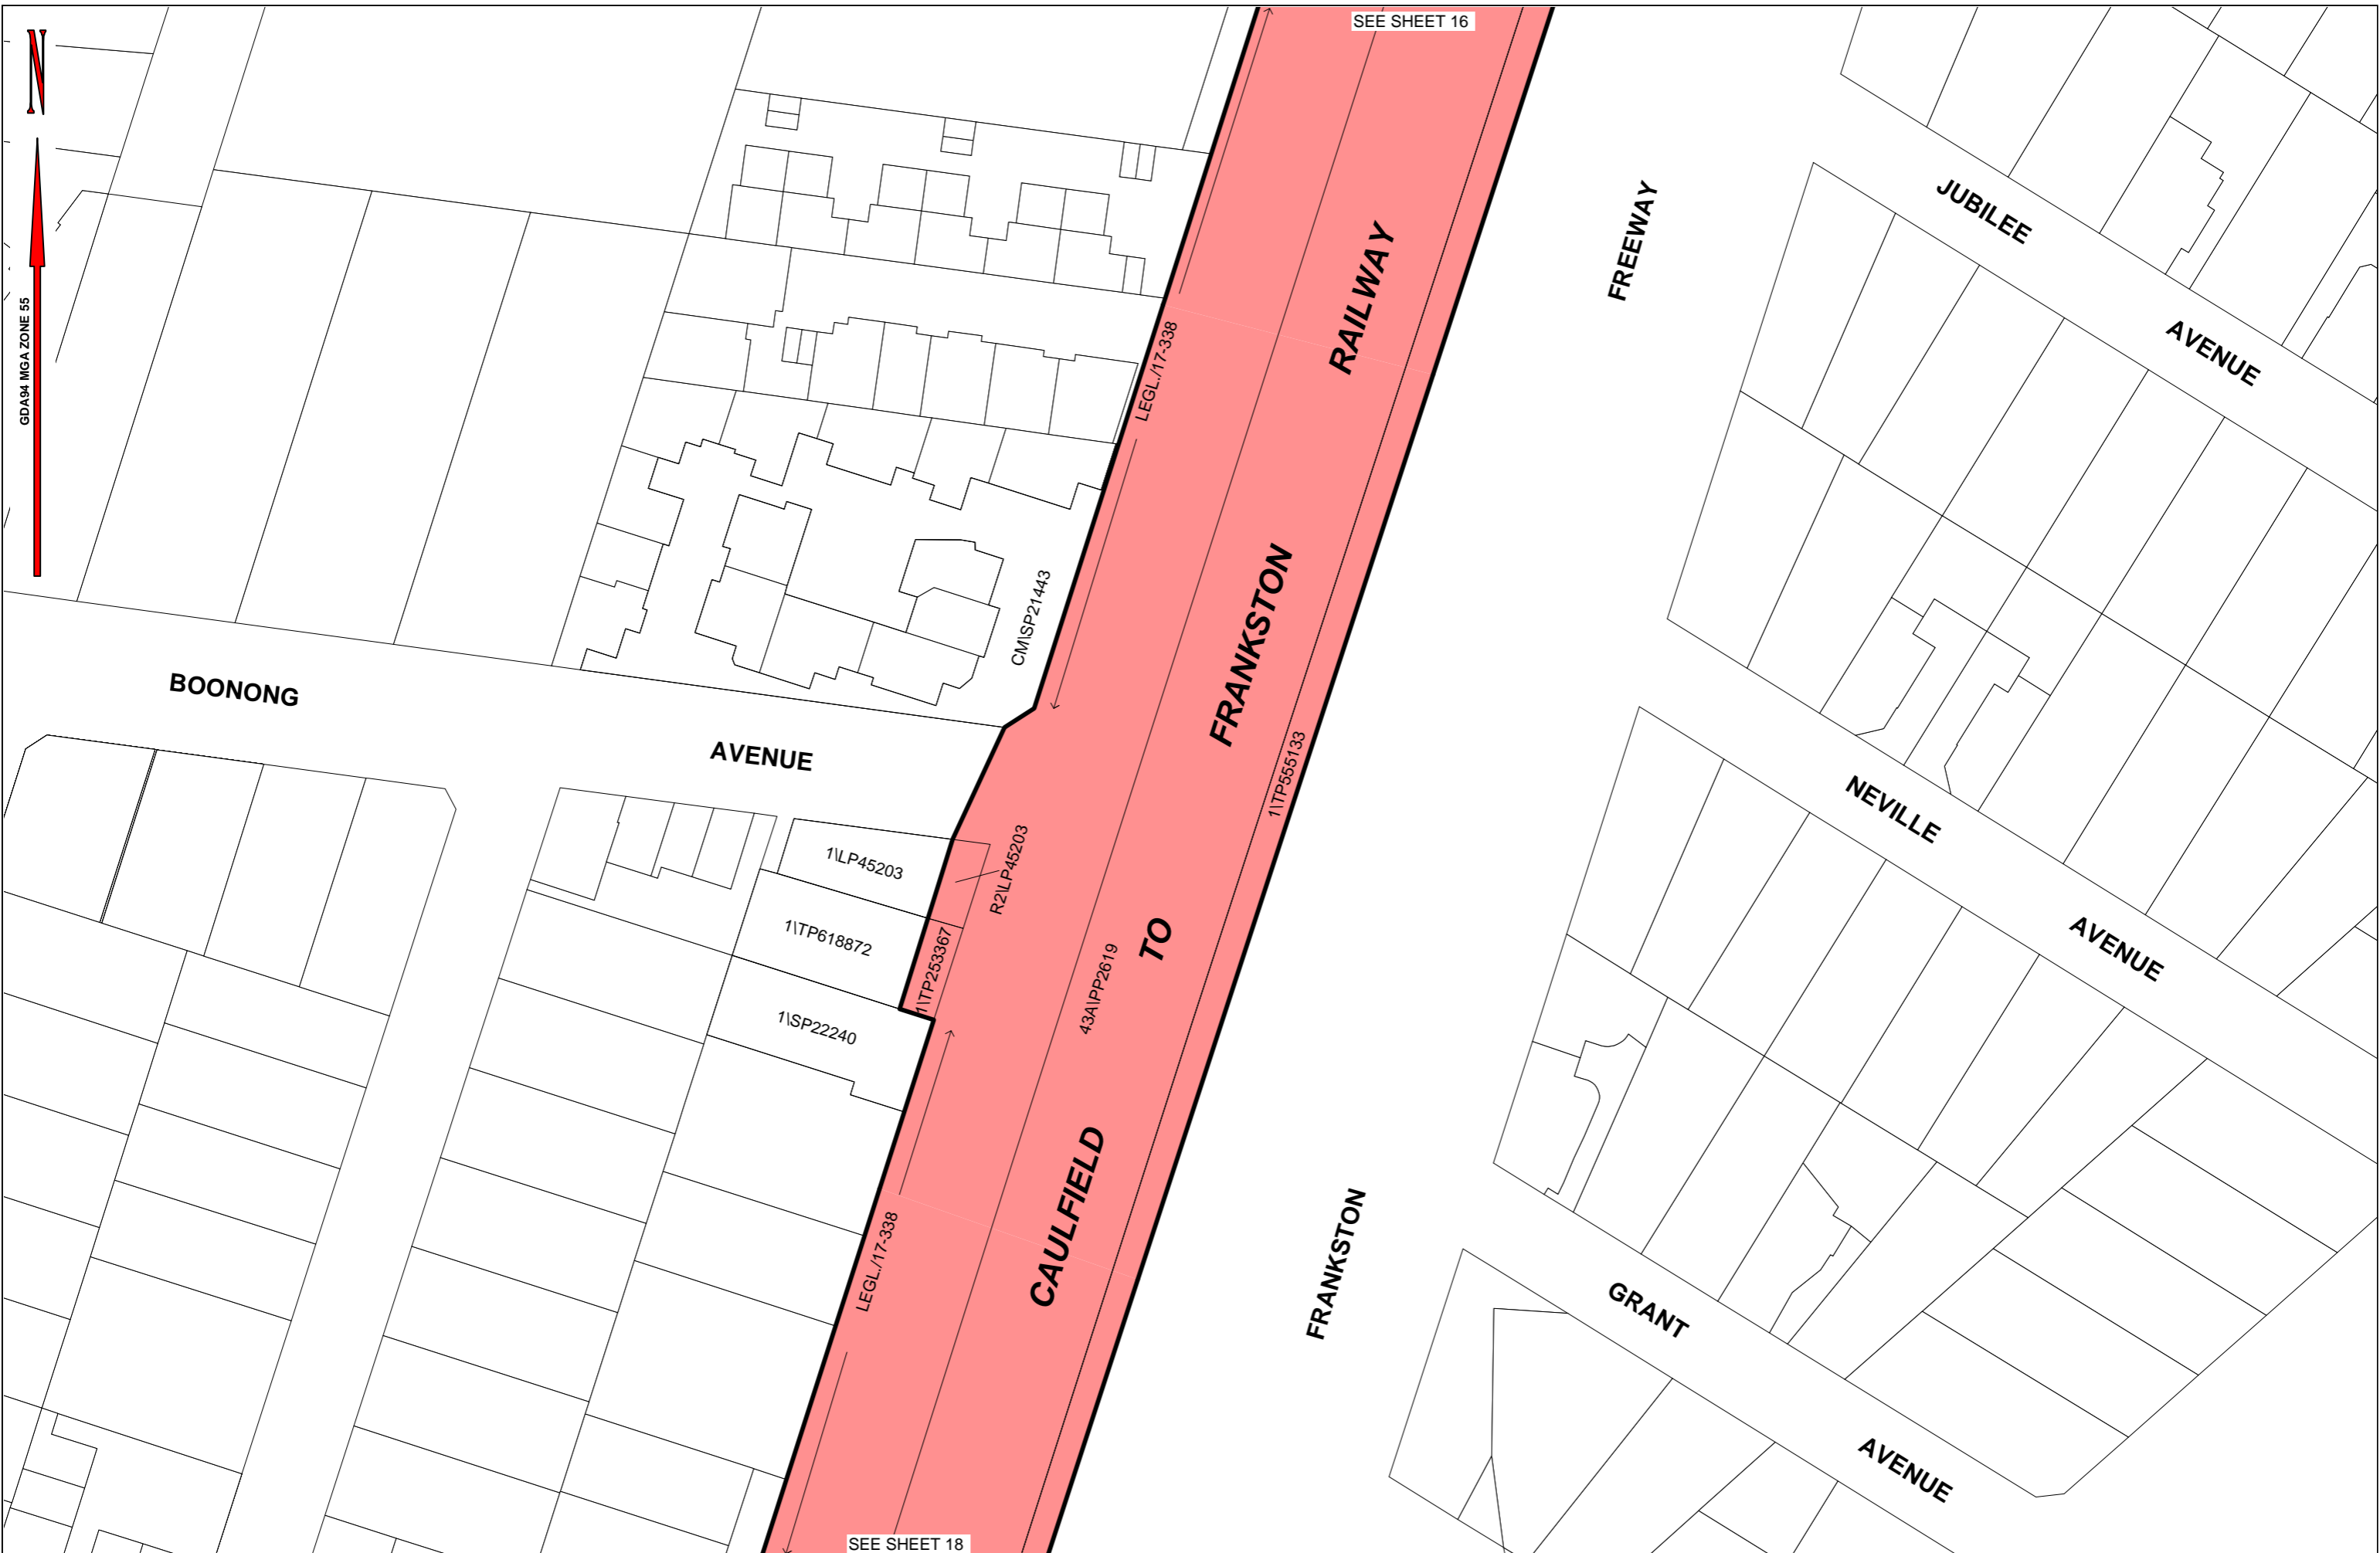 SEE SHEET 16
N
GDA94 MGA ZONE 55
JUBILEE
AVENUE
FREEWAY
RAILWAY
LEGL./17-338
FRANKSTON
CM\SP21443
BOONONG
AVENUE
1\TP555133
NEVILLE
AVENUE
1\LP45203
R2\LP45203
1\TP618872
1\TP253367
TO
43A\PP2619
1\SP22240
CAULFIELD
LEGL./17-338
FRANKSTON
GRANT
AVENUE
SEE SHEET 18